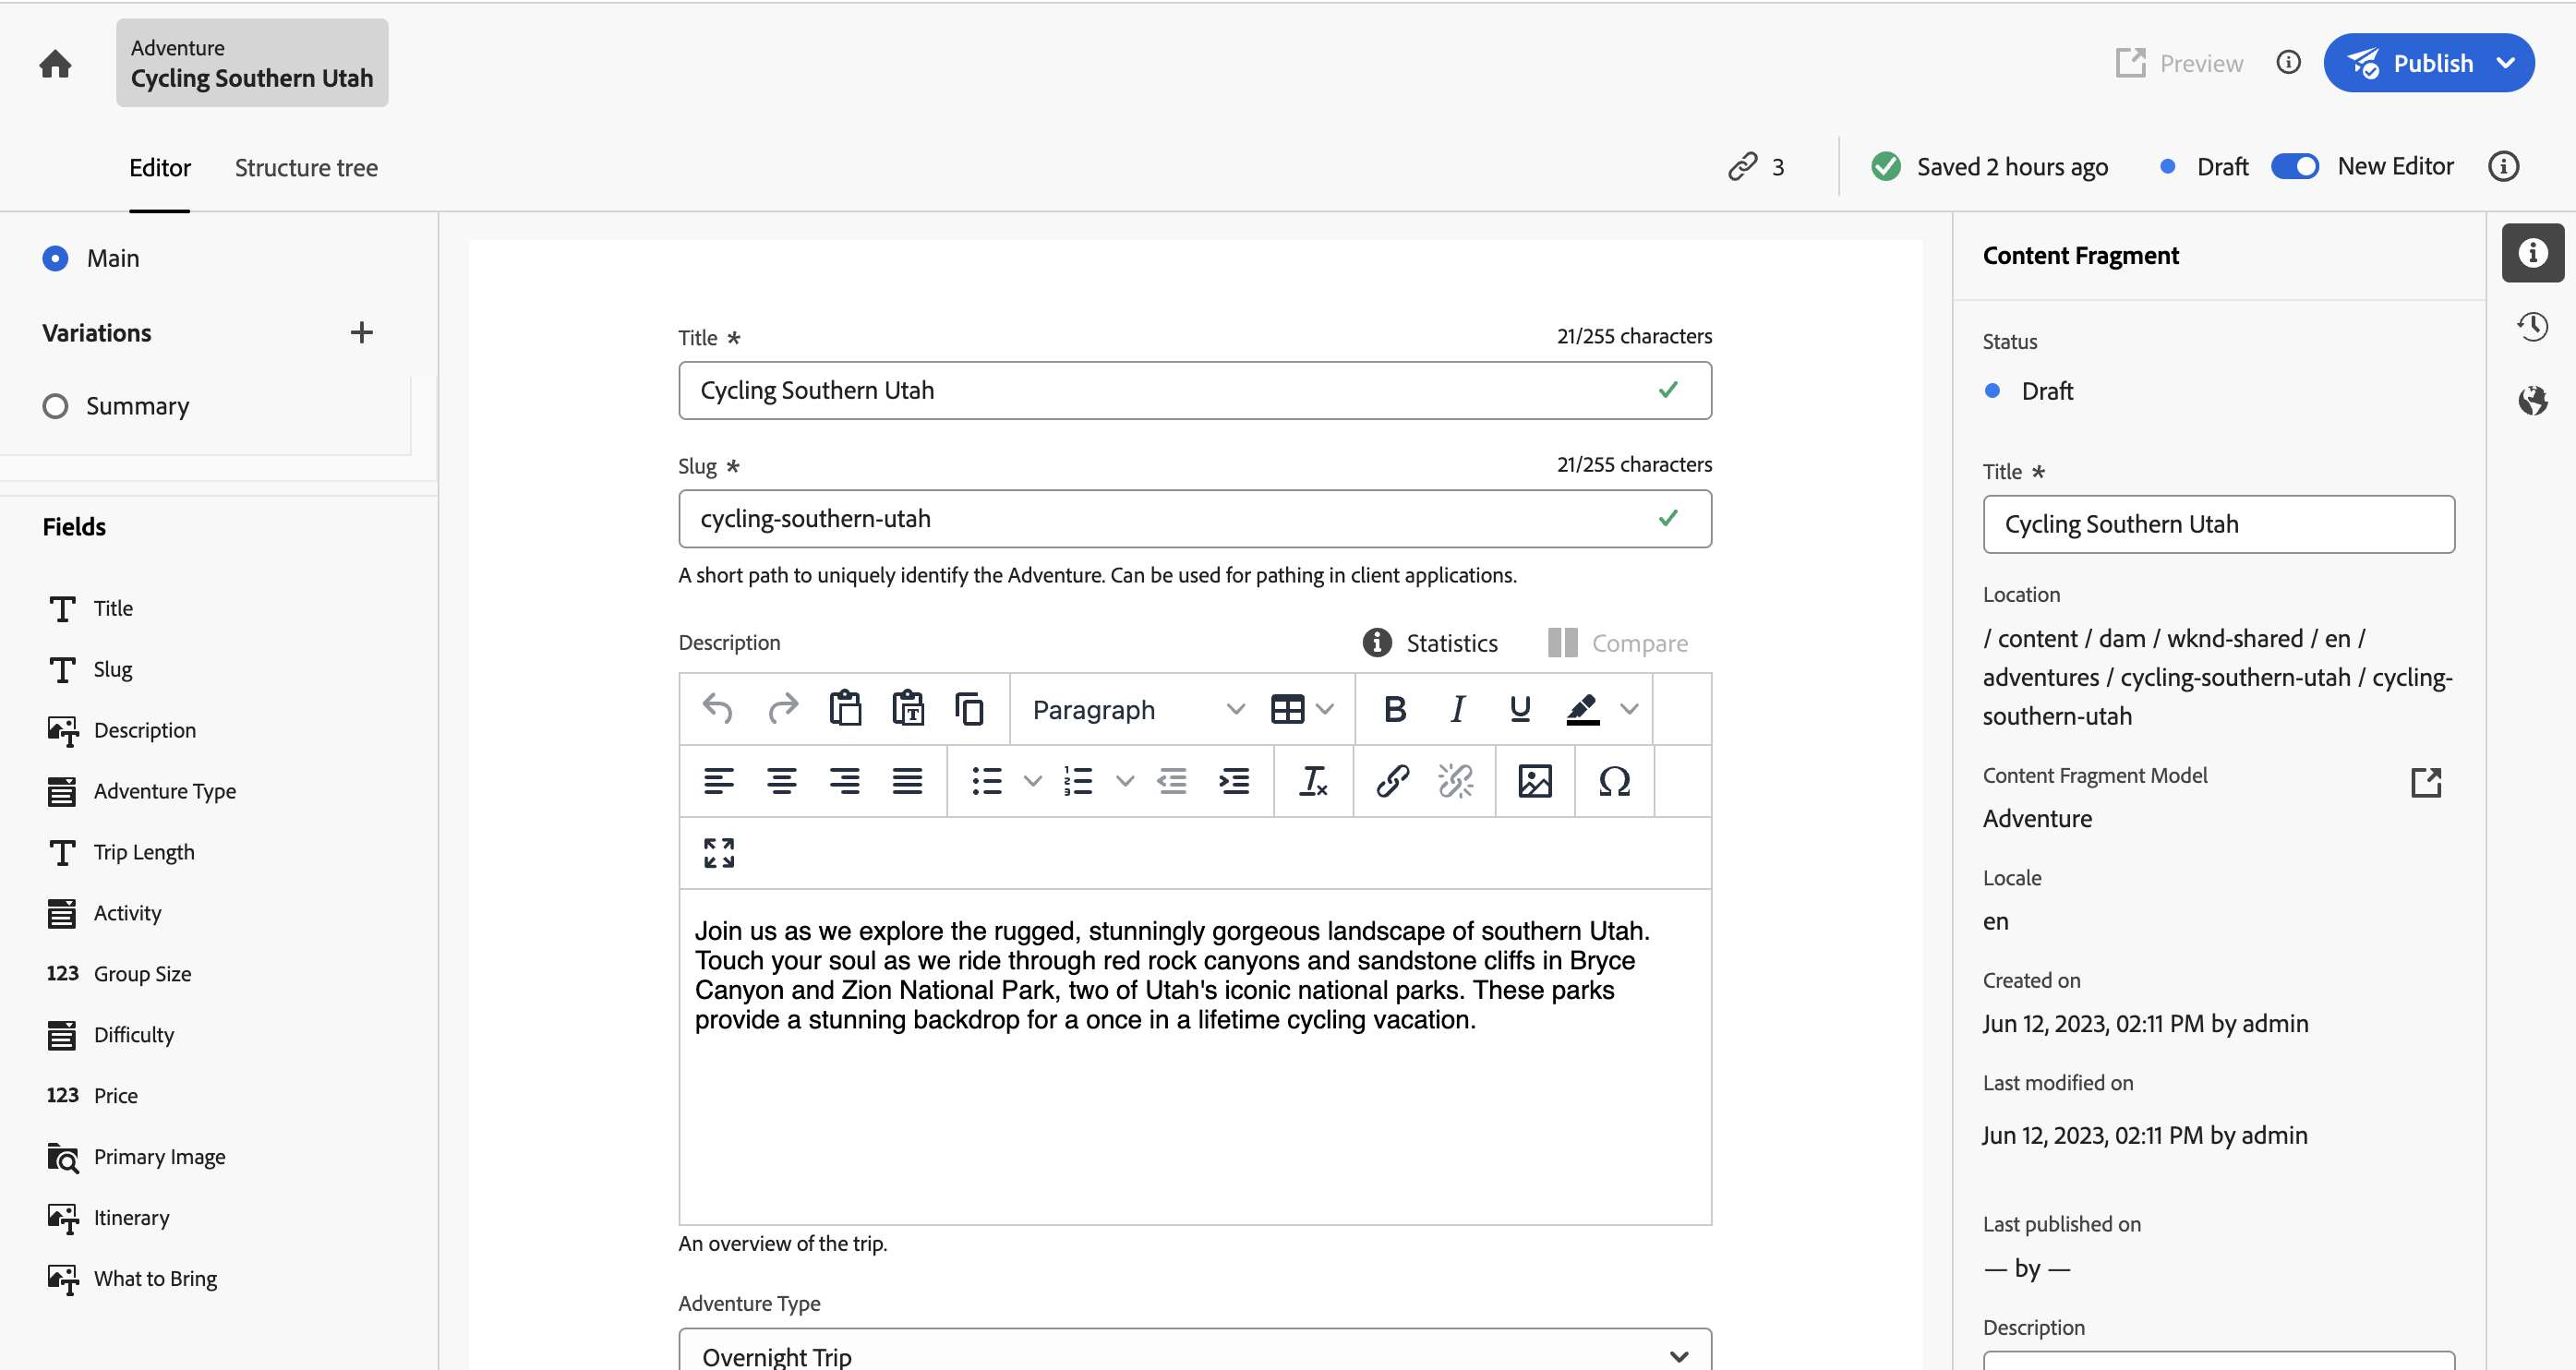 Adventure
Cycling Southern Utah
Preview
Publish
Editor
Structure tree
3
Saved 2 hours ago
Draft
New Editor
Main
Variations
Summary
Fields
Title
Slug
Description
Adventure Type
Trip Length
Activity
123 Group Size
Difficulty
123 Price
Primary Image
Itinerary
What to Bring
Title *
21/255 characters
Cycling Southern Utah
Slug *
21/255 characters
cycling-southern-utah
A short path to uniquely identify the Adventure. Can be used for pathing in client applications.
Description
Statistics
Compare
Paragraph
Join us as we explore the rugged, stunningly gorgeous landscape of southern Utah.
Touch your soul as we ride through red rock canyons and sandstone cliffs in Bryce
Canyon and Zion National Park, two of Utah's iconic national parks. These parks
provide a stunning backdrop for a once in a lifetime cycling vacation.
An overview of the trip.
Adventure Type
Overnight Trip
Content Fragment
Status
Draft
Title *
Cycling Southern Utah
Location
/ content / dam / wknd-shared / en /
adventures / cycling-southern-utah / cycling-
southern-utah
Content Fragment Model
Adventure
Locale
en
Created on
Jun 12, 2023, 02:11 PM by admin
Last modified on
Jun 12, 2023, 02:11 PM by admin
Last published on
— by —
Description